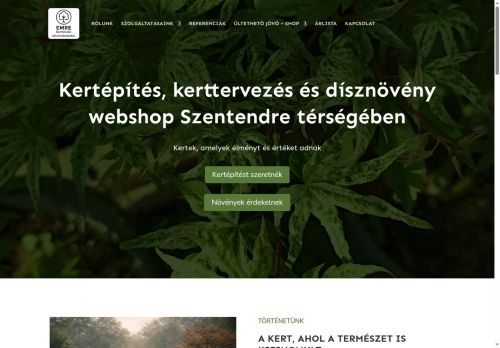 EMRE
RÓLUNK
SZOLGÁLTATÁSAINK
REFERENCIÁK
ÜLTETHETŐ JÖVŐ – SHOP
ÁRLISTA
KAPCSOLAT
Kertépítés, kerttervezés és dísznövény
webshop Szentendre térségében
Kertek, amelyek élményt és értéket adnak
Kertépítést szeretnék
Növények érdekelnek
TÖRTÉNETÜNK
A KERT, AHOL A TERMÉSZET IS